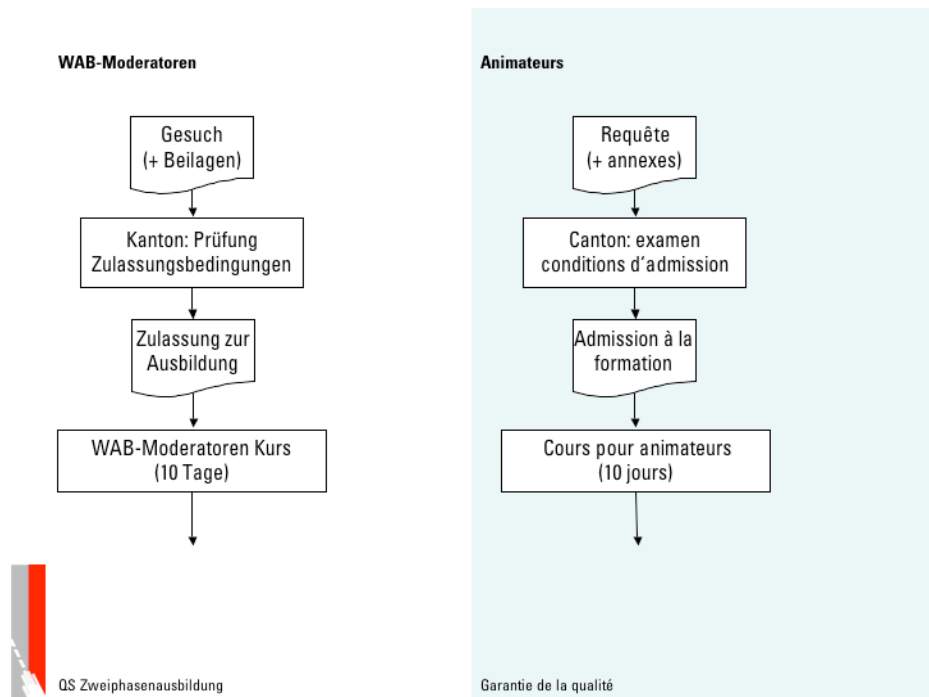 WAB-Moderatoren
Gesuch
(+ Beilagen)
Kanton: Prüfung
Zulassungsbedingungen
Zulassung zur
Ausbildung
WAB-Moderatoren Kurs
(10 Tage)
QS Zweiphasenausbildung
Animateurs
Requête
(+ annexes)
Canton: examen
conditions d'admission
Admission à la
formation
Cours pour animateurs
(10 jours)
Garantie de la qualité